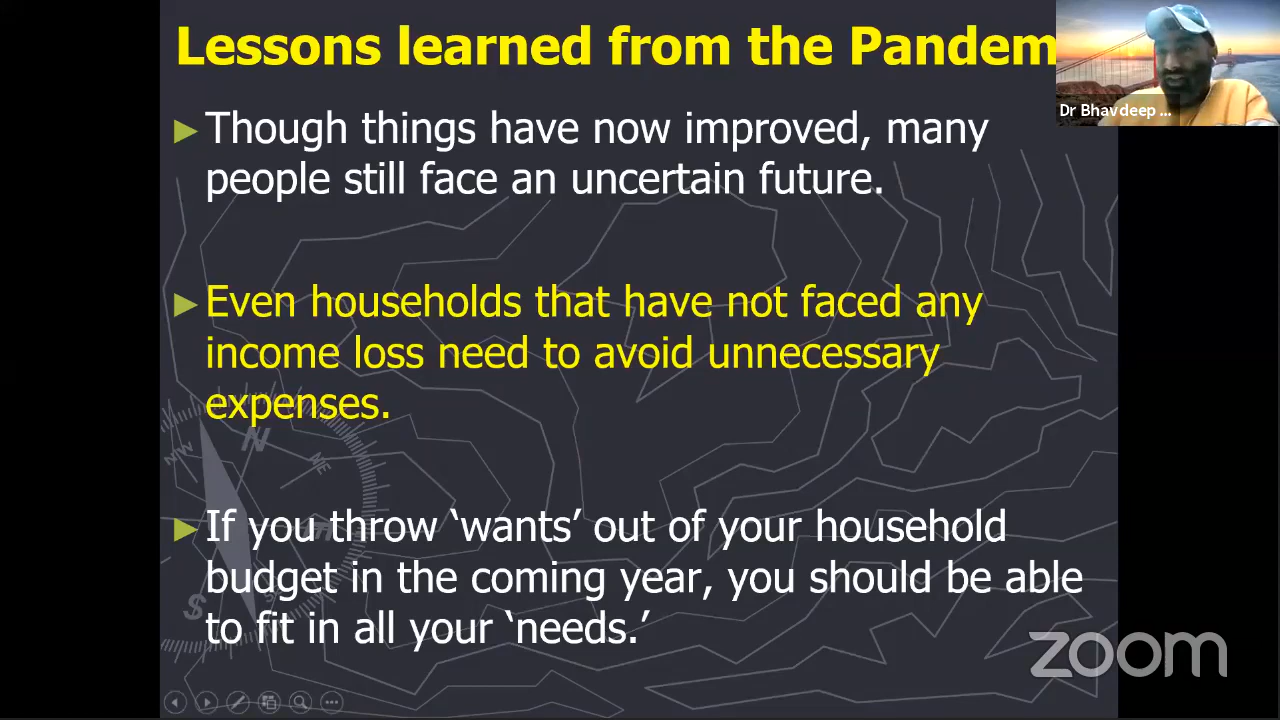 Lessons learned from the Pandem
Dr Bhavdeep ...
Though things have now improved, many
people still face an uncertain future.
Even households that have not faced any
income loss need to avoid unnecessary
expenses.
If you throw ‘wants’ out of your household
budget in the coming year, you should be able
to fit in all your ‘needs.’
N
NW
NE
E
S
zoom